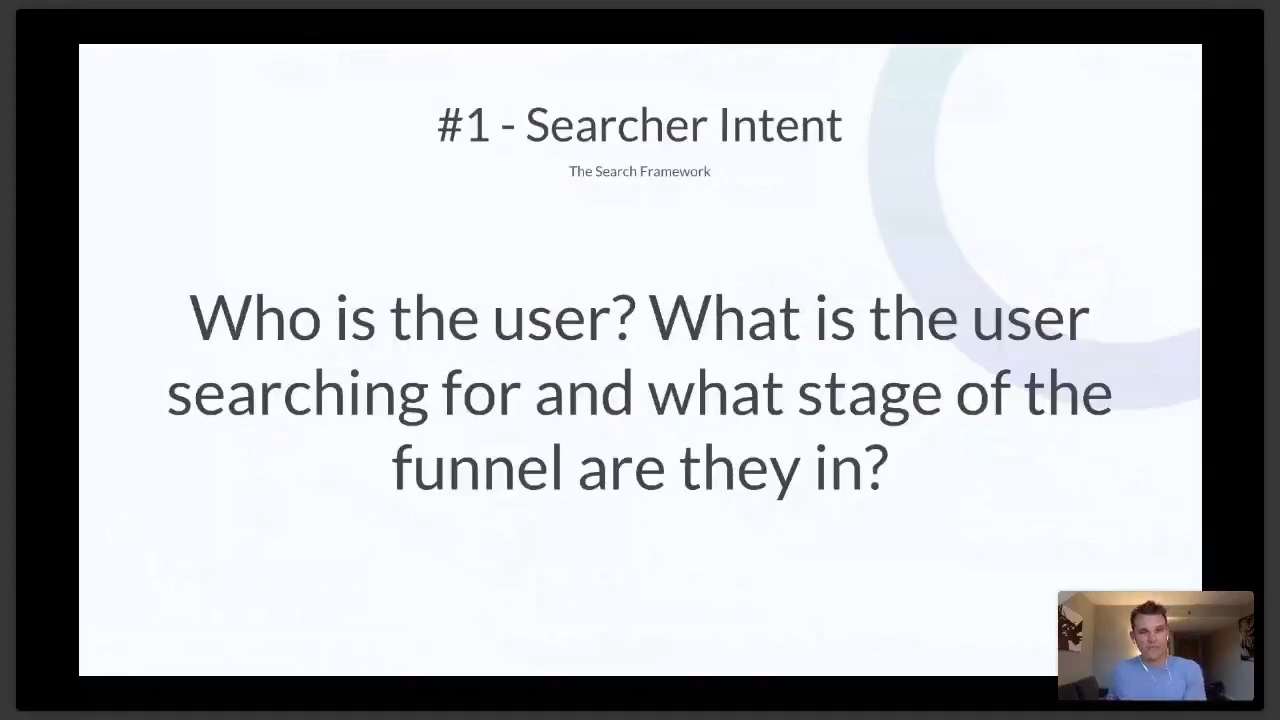 #1 - Searcher Intent
The Search Framework
Who is the user? What is the user
searching for and what stage of the
funnel are they in?